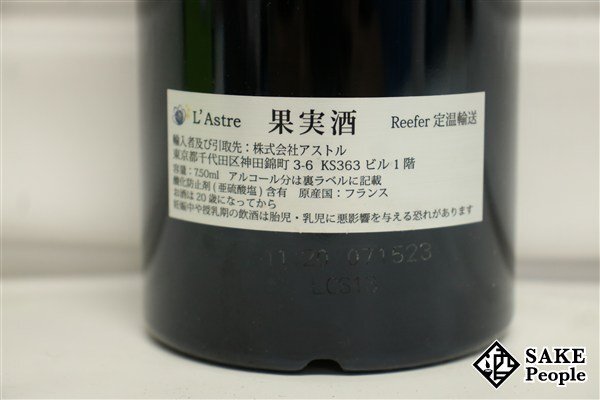 L'Astre 果実酒 Reefer 定温輸送
輸入者及び引取先：株式会社アストル
東京都千代田区神田錦町 3-6 KS363 ビル 1 階
容量：750ml アルコール分は裏ラベルに記載
酸化防止剤 ( 亜硫酸塩 ) 含有 原産国：フランス
お酒は 20 歳になってから
妊娠中や授乳期の飲酒は胎児・乳児に悪影響を与える恐れがあります
11 20 071523
SAKE
People